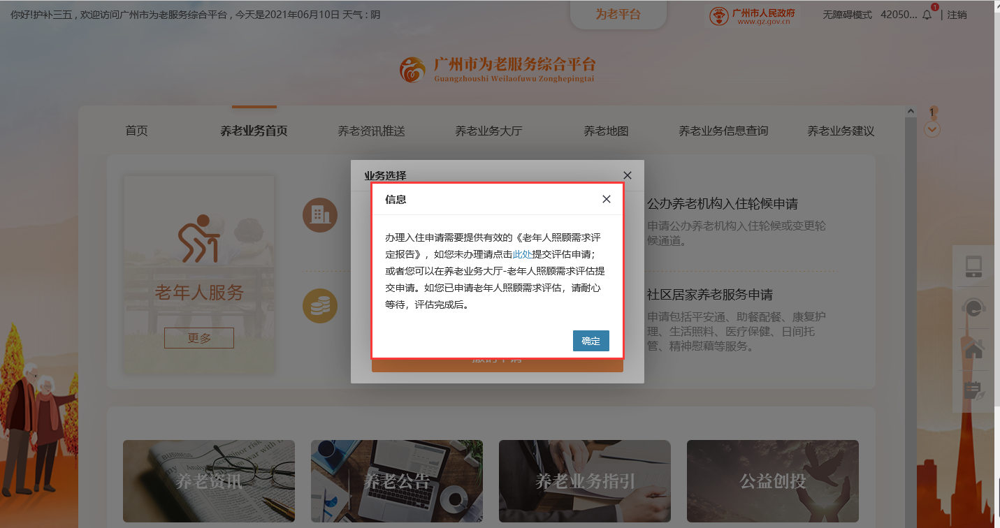 你好!护补三五 , 欢迎访问广州市为老服务综合平台 , 今天是2021年06月10日 天气 : 阴
为老平台
广州市人民政府
www.gz.gov.cn
无障碍模式 42050... 1 | 注销
广州市为老服务综合平台
Guangzhoushi Weilaofuwu Zonghepingtai
1
首页 养老业务首页 养老资讯推送 养老业务大厅 养老地图 养老业务信息查询 养老业务建议
业务选择
信息
办理入住申请需要提供有效的《老年人照顾需求评
定报告》，如您未办理请点击此处提交评估申请；
或者您可以在养老业务大厅-老年人照顾需求评估提
交申请。如您已申请老年人照顾需求评估，请耐心
等待，评估完成后。
确定
老年人服务
更多
公办养老机构入住轮候申请
申请公办养老机构入住轮候或变更轮
候通道。
社区居家养老服务申请
申请包括平安通、助餐配餐、康复护
理、生活照料、医疗保健、日间托
管、精神慰藉等服务。
养老资讯
养老公告
养老业务指引
公益创投